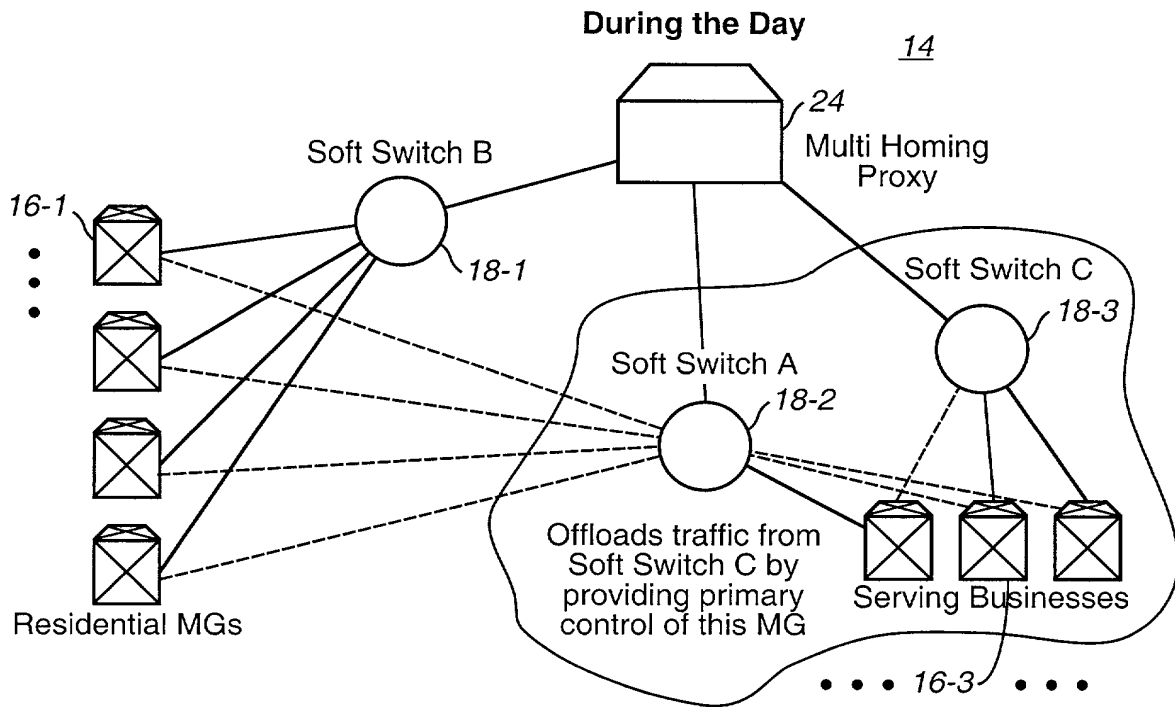 During the Day
14
24
Multi Homing
Proxy
Soft Switch B
16-1
18-1
Soft Switch C
18-3
Soft Switch A
18-2
Offloads traffic from
Soft Switch C by
providing primary
control of this MG
Serving Businesses
Residential MGs
16-3